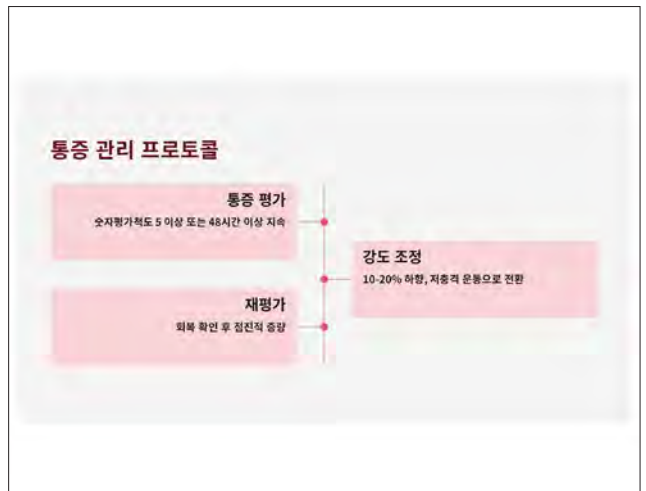 통증 관리 프로토콜
통증 평가
숫자평가척도 5 이상 또는 48시간 이상 지속
강도 조정
10-20% 하향, 저충격 운동으로 전환
재평가
회복 확인 후 점진적 증량